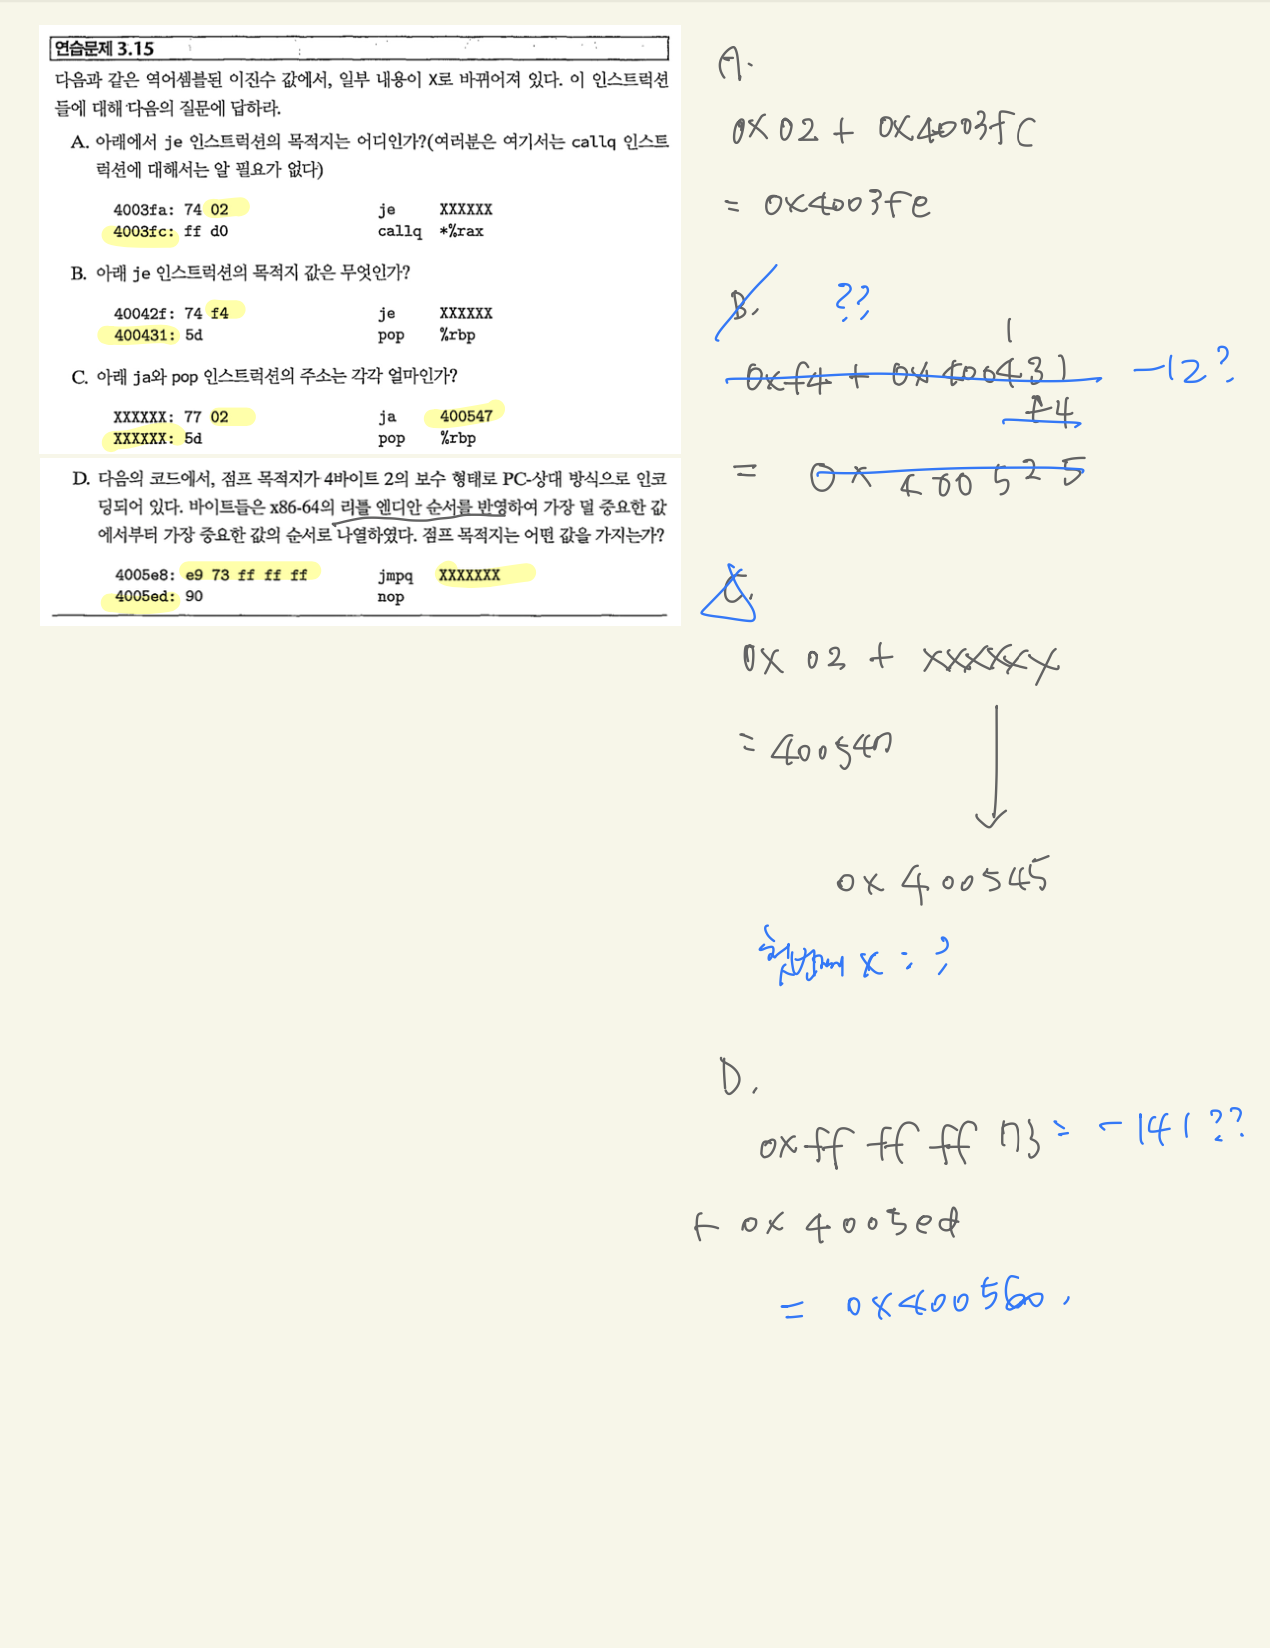 연습문제 3.15
다음과 같은 역어셈블된 이진수 값에서, 일부 내용이 X로 바뀌어져 있다. 이 인스트럭션
들에 대해 다음의 질문에 답하라.
A. 아래에서 je 인스트럭션의 목적지는 어디인가?(여러분은 여기서는 callq 인스트
럭션에 대해서는 알 필요가 없다)
4003fa: 74 02 je XXXXXX
4003fc: ff d0 callq *%rax
B. 아래 je 인스트럭션의 목적지 값은 무엇인가?
40042f: 74 f4 je XXXXXX
400431: 5d pop %rbp
C. 아래 ja와 pop 인스트럭션의 주소는 각각 얼마인가?
XXXXXX: 77 02 ja 400547
XXXXXX: 5d pop %rbp
D. 다음의 코드에서, 점프 목적지가 4바이트 2의 보수 형태로 PC-상대 방식으로 인코
딩되어 있다. 바이트들은 x86-64의 리틀 엔디안 순서를 반영하여 가장 덜 중요한 값
에서부터 가장 중요한 값의 순서로 나열하였다. 점프 목적지는 어떤 값을 가지는가?
4005e8: e9 73 ff ff ff jmpq XXXXXXX
4005ed: 90 nop
A.
0x02 + 0x4003fc
= 0x4003fe
B. ??
1
0xf4 + 0x400431 -12?
f4
= 0x400525
C.
0x 02 + xxxxxx
= 400547
0x 400545
x : ?
D.
0xff ff ff 73 = -141??
+ 0x 4005ed
= 0x400560.